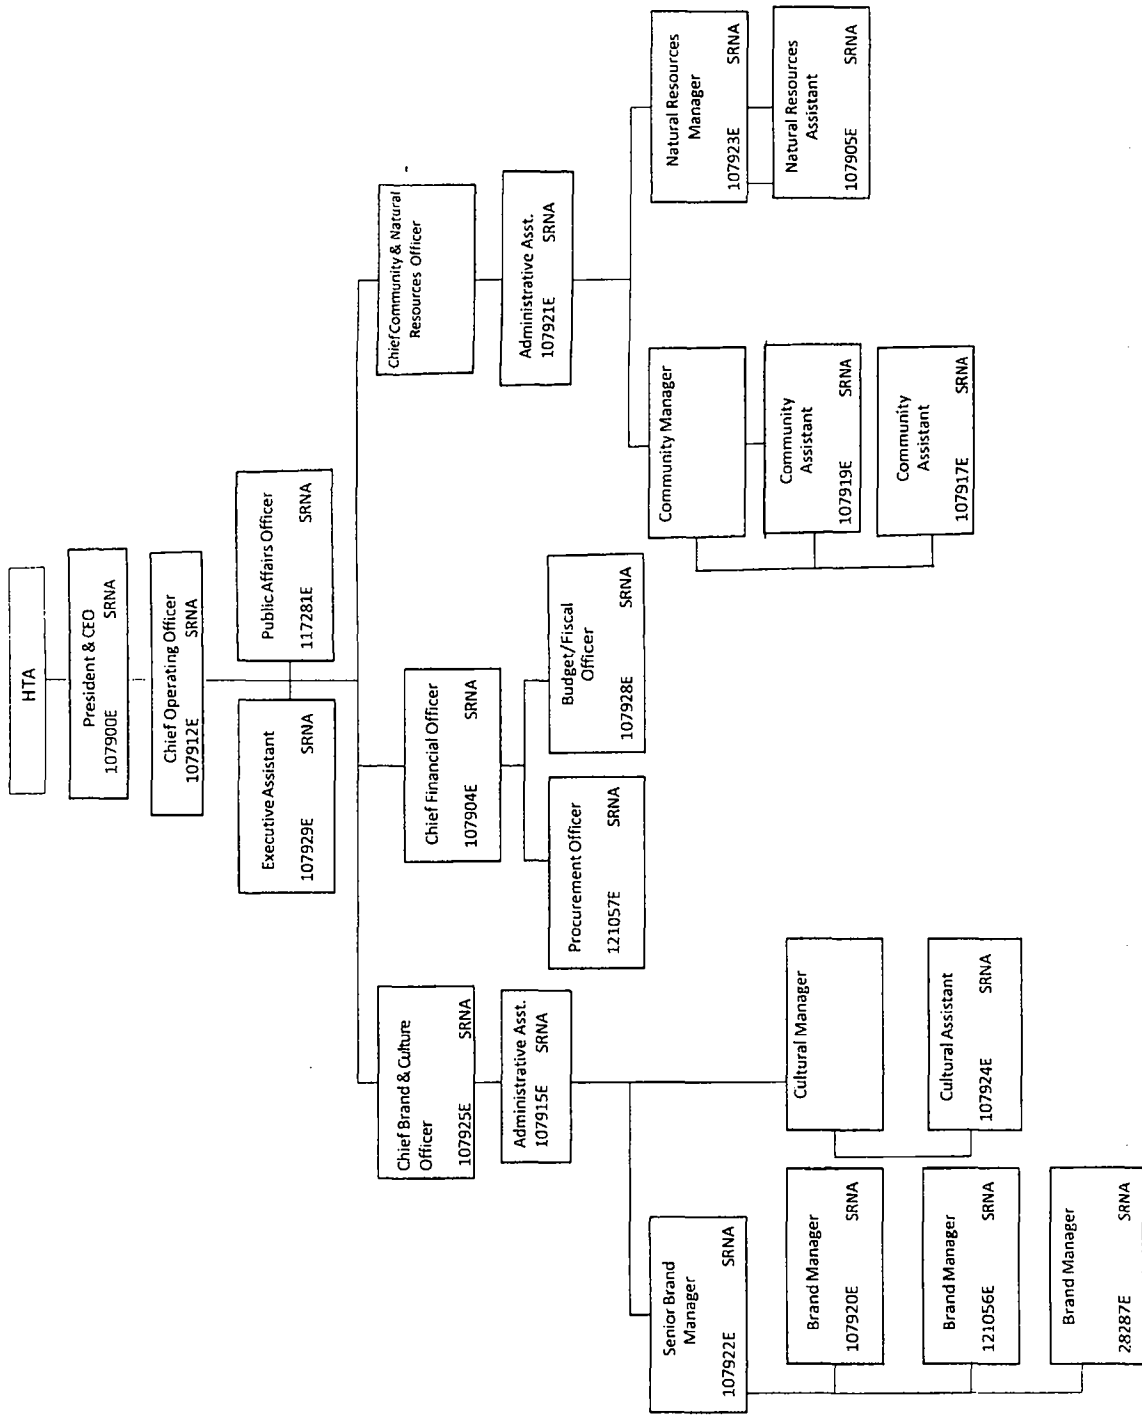 HTA
President & CEO
107900E SRNA
Chief Operating Officer
107912E SRNA
Executive Assistant
107929E SRNA
Public Affairs Officer
117281E SRNA
Chief Brand & Culture
Officer
107925E SRNA
Administrative Asst.
107915E SRNA
Senior Brand
Manager
107922E SRNA
Brand Manager
107920E SRNA
Brand Manager
121056E SRNA
Brand Manager
28287E SRNA
Cultural Manager
Cultural Assistant
107924E SRNA
Chief Financial Officer
107904E SRNA
Procurement Officer
121057E SRNA
Budget/Fiscal
Officer
107928E SRNA
Chief Community & Natural
Resources Officer
Administrative Asst.
107921E SRNA
Community Manager
Community
Assistant
107919E SRNA
Community
Assistant
107917E SRNA
Natural Resources
Manager
107923E SRNA
Natural Resources
Assistant
107905E SRNA